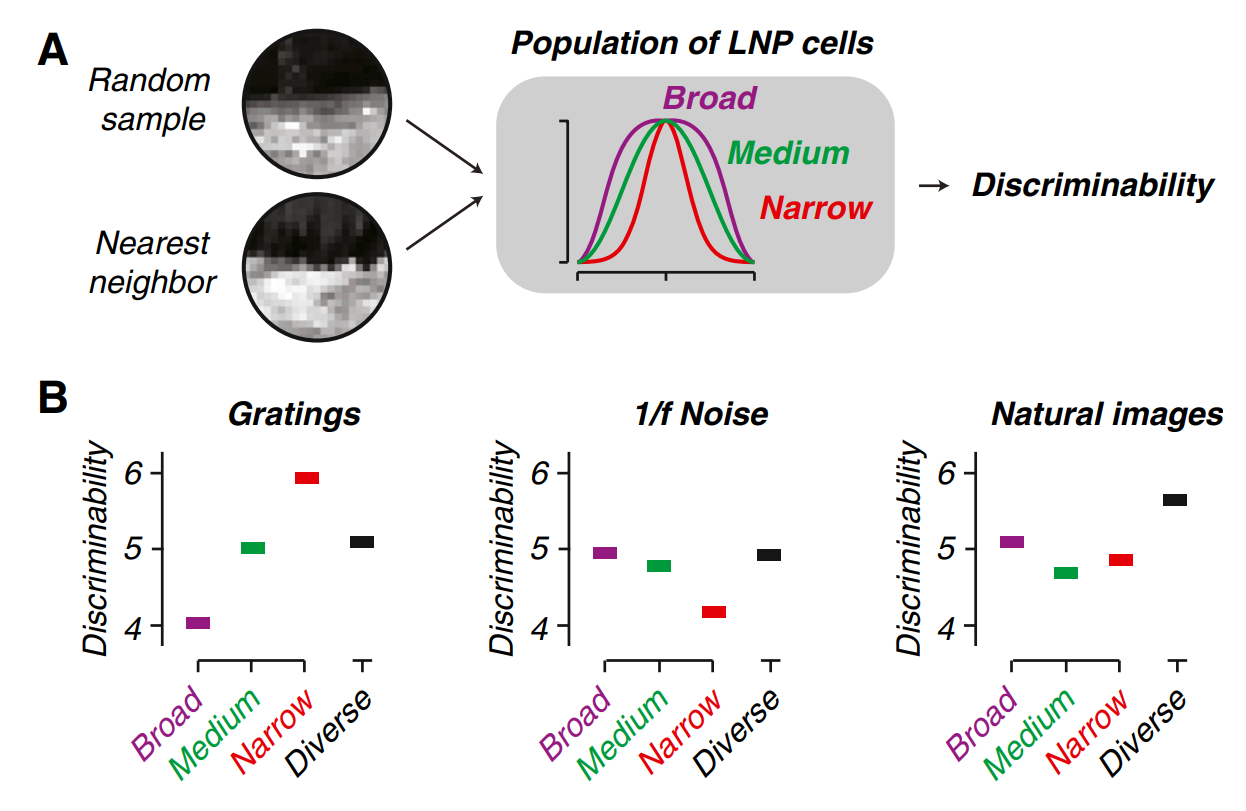 A
Random
sample
Nearest
neighbor
Population of LNP cells
Broad
Medium
Narrow
Discriminability
B
Gratings
Discriminability
6
5
4
Broad
Medium
Narrow
Diverse
1/f Noise
Discriminability
6
5
4
Broad
Medium
Narrow
Diverse
Natural images
Discriminability
6
5
4
Broad
Medium
Narrow
Diverse